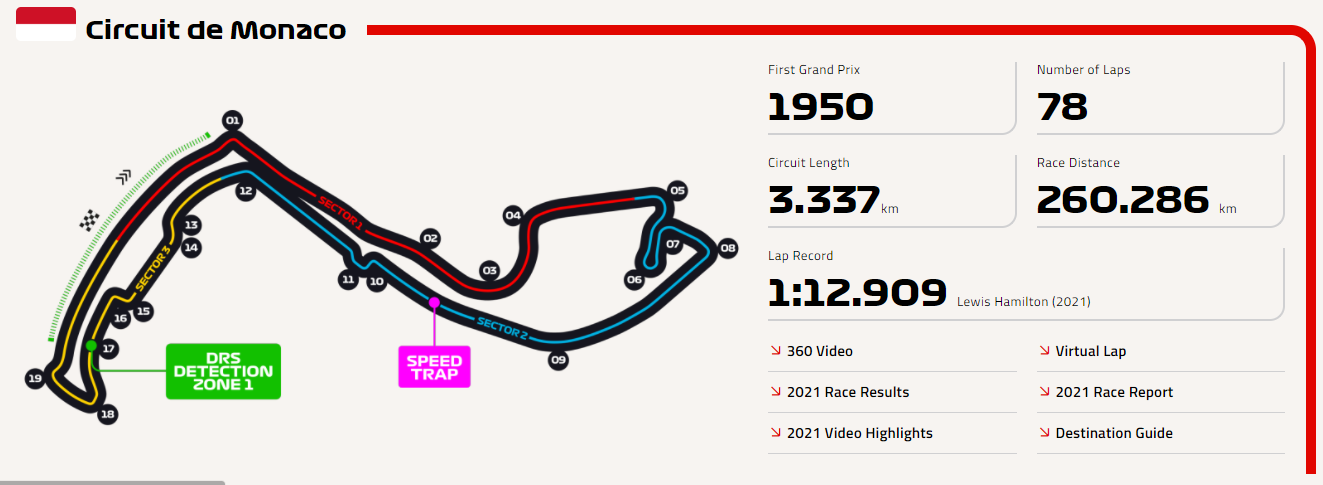 Circuit de Monaco
01
02
03
04
05
06
07
08
09
10
11
12
13
14
15
16
17
18
19
SECTOR 1
SECTOR 2
SECTOR 3
DRS
DETECTION
ZONE 1
SPEED
TRAP
First Grand Prix
1950
Number of Laps
78
Circuit Length
3.337 km
Race Distance
260.286 km
Lap Record
1:12.909 Lewis Hamilton (2021)
360 Video
Virtual Lap
2021 Race Results
2021 Race Report
2021 Video Highlights
Destination Guide